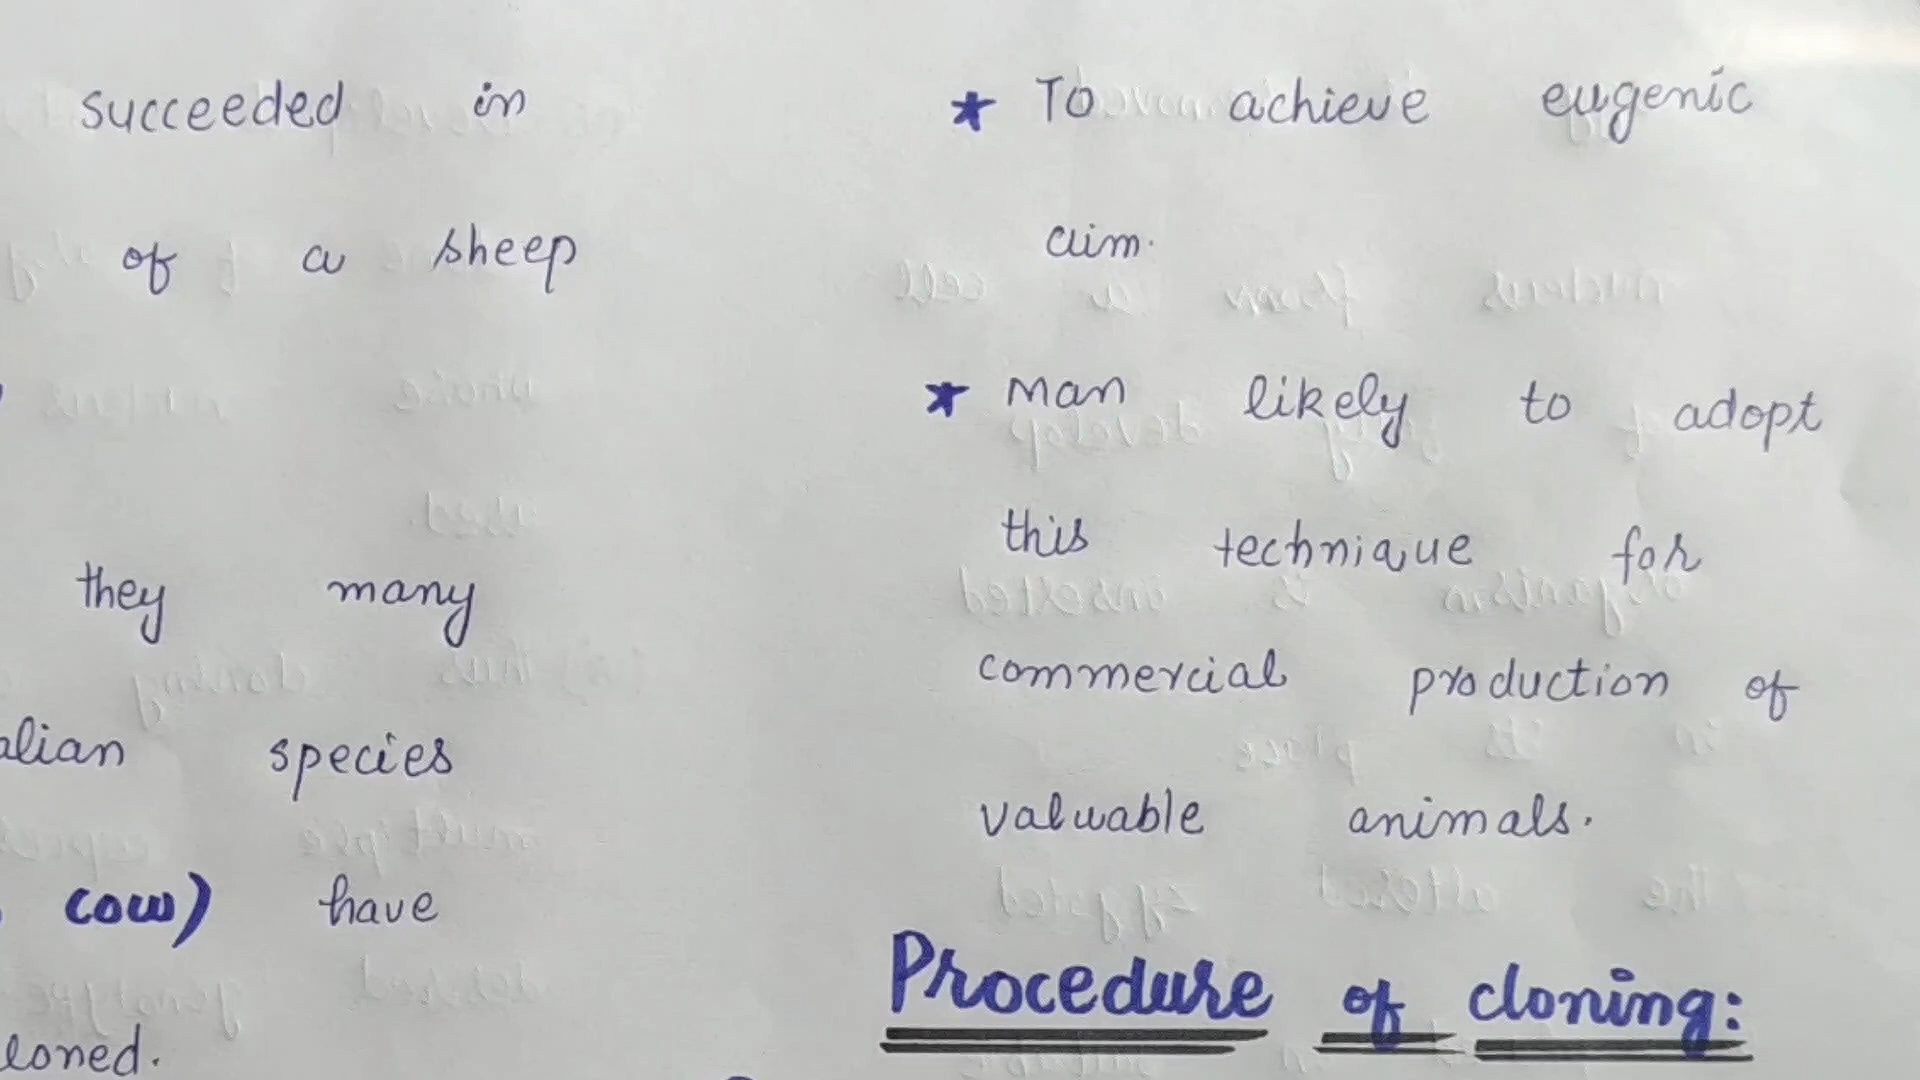 succeeded in
of a sheep
they many
alian species
cow) have
loned.
★ To achieve eugenic
aim.
★ Man likely to adopt
this technique for
commercial production of
valuable animals.
Procedure of cloning: